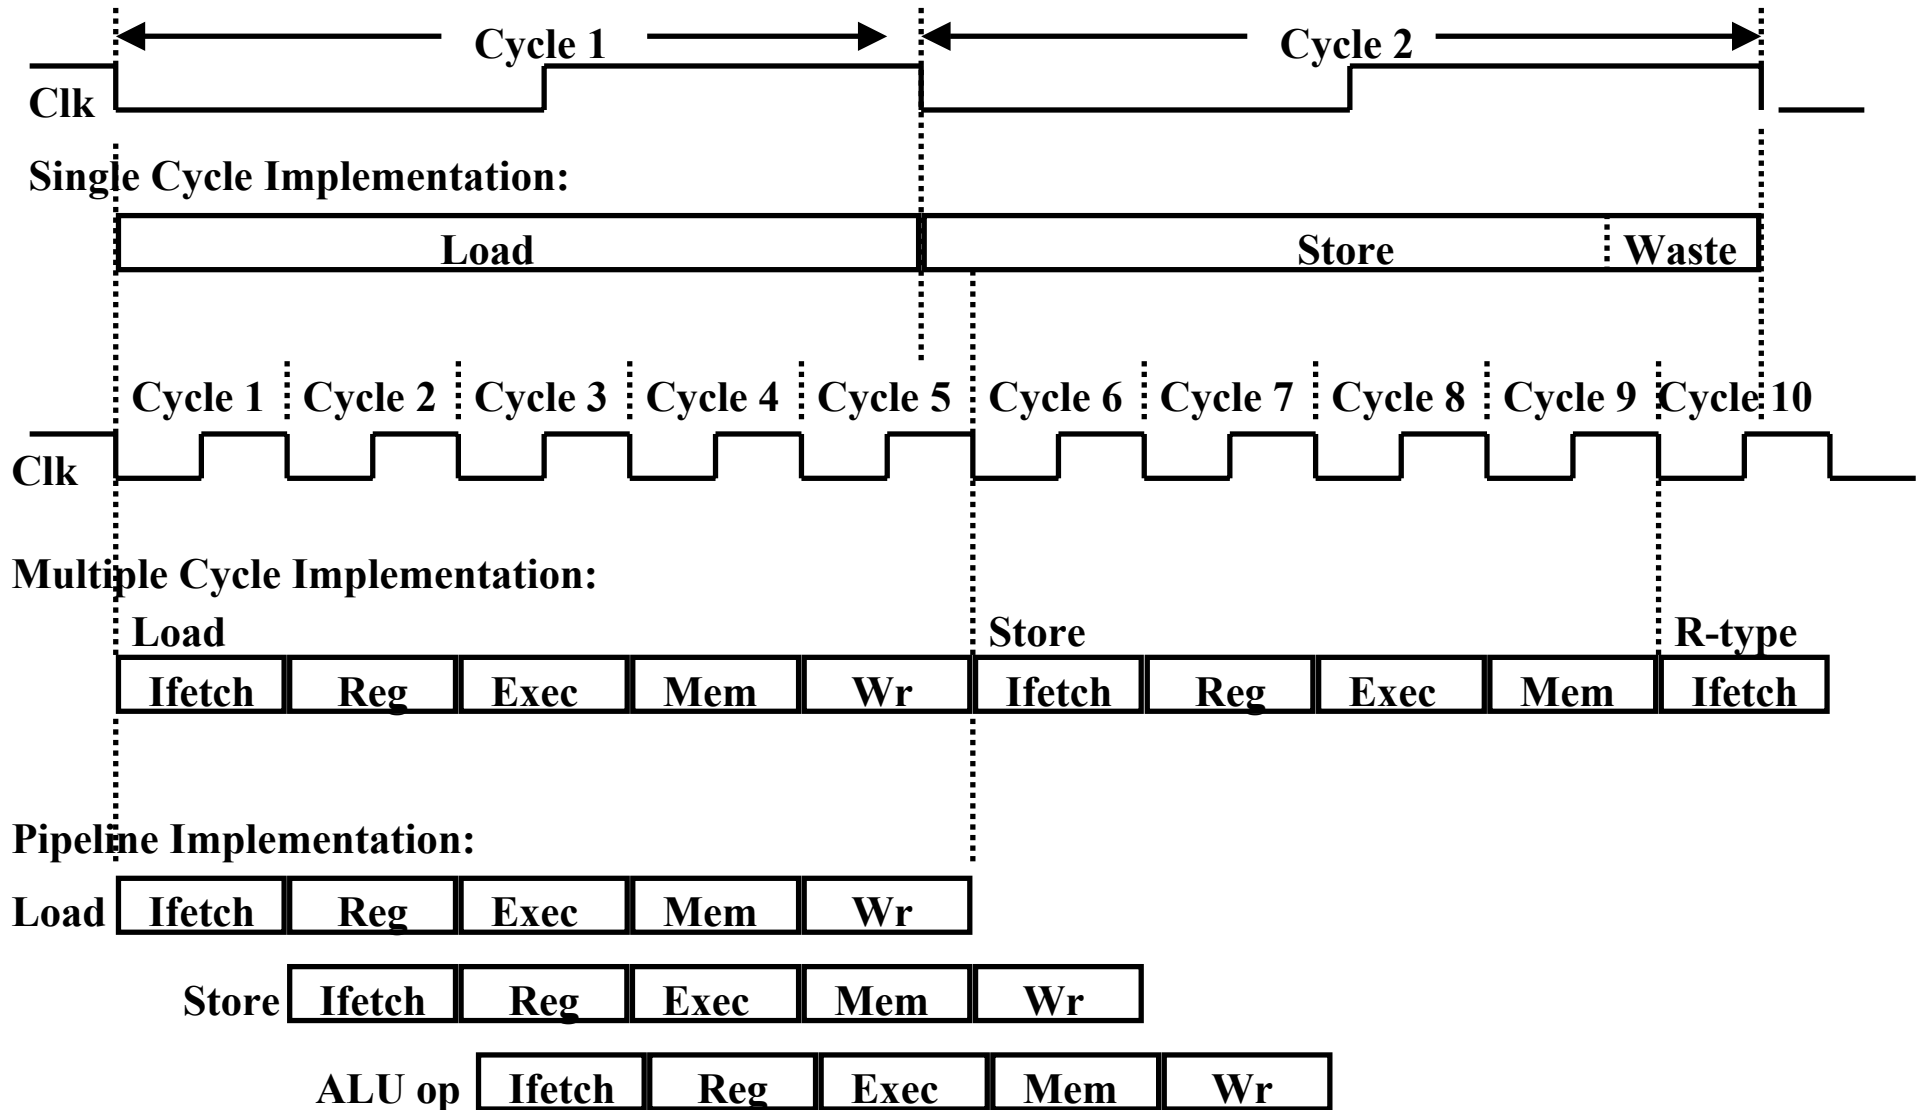 Cycle 1 Cycle 2
Clk
Single Cycle Implementation:
Load Store Waste
Cycle 1 Cycle 2 Cycle 3 Cycle 4 Cycle 5 Cycle 6 Cycle 7 Cycle 8 Cycle 9 Cycle 10
Clk
Multiple Cycle Implementation:
Load Store R-type
Ifetch Reg Exec Mem Wr Ifetch Reg Exec Mem Ifetch
Pipeline Implementation:
Load Ifetch Reg Exec Mem Wr
Store Ifetch Reg Exec Mem Wr
ALU op Ifetch Reg Exec Mem Wr